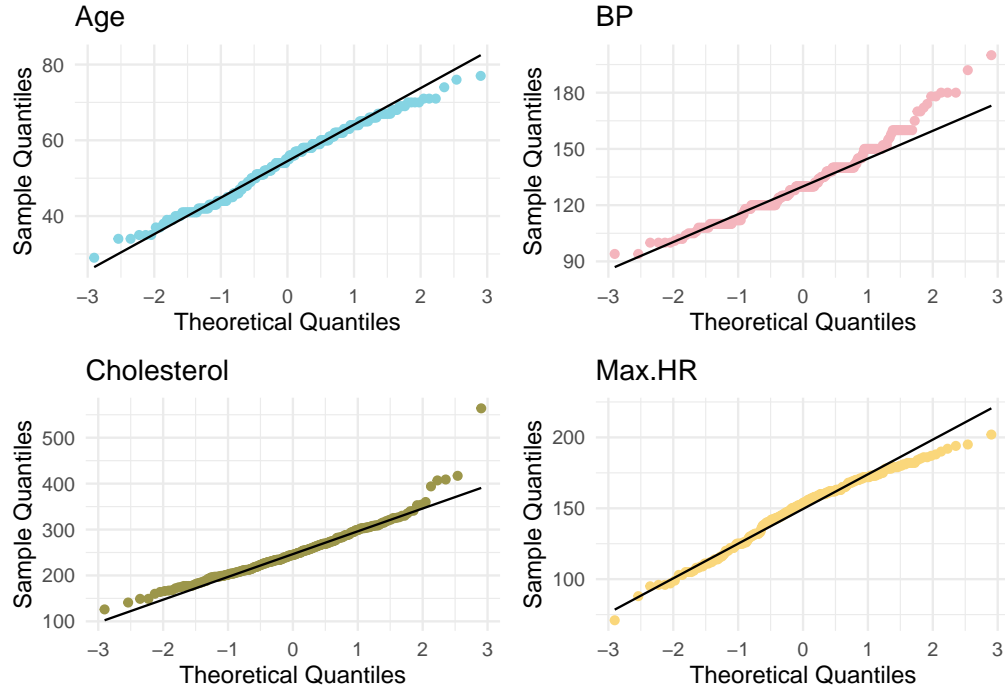 Age
Sample Quantiles
80
60
40
−3 −2 −1 0 1 2 3
Theoretical Quantiles
BP
Sample Quantiles
180
150
120
90
−3 −2 −1 0 1 2 3
Theoretical Quantiles
Cholesterol
Sample Quantiles
500
400
300
200
100
−3 −2 −1 0 1 2 3
Theoretical Quantiles
Max.HR
Sample Quantiles
200
150
100
−3 −2 −1 0 1 2 3
Theoretical Quantiles